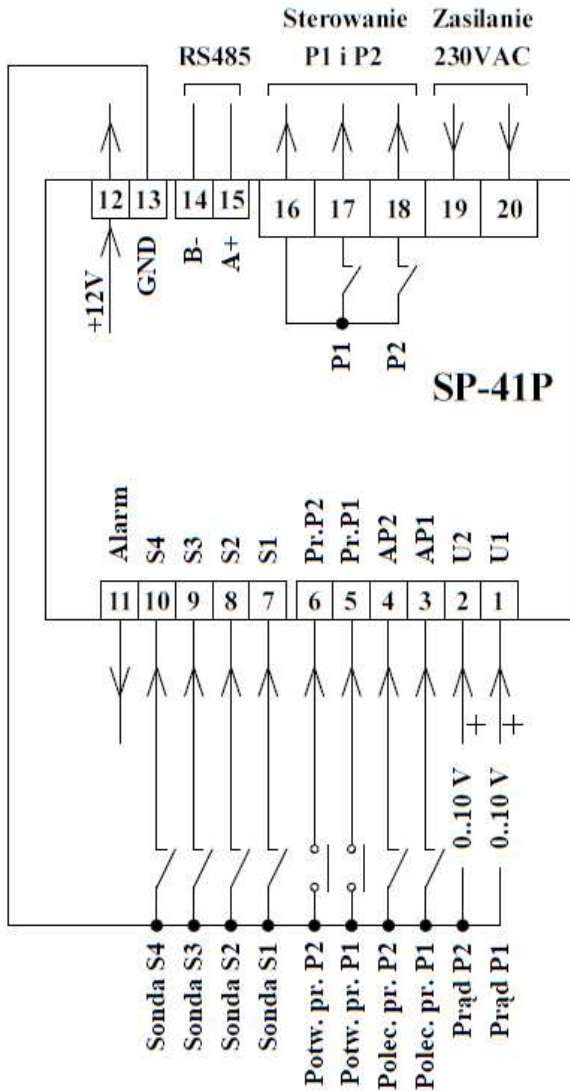 Sterowanie Zasilanie
RS485 P1 i P2 230VAC
12 13 14 15 16 17 18 19 20
+12V
GND
B-
A+
P1
P2
SP-41P
Alarm
S4
S3
S2
S1
Pr.P2
Pr.P1
AP2
AP1
U2
U1
11 10 9 8 7 6 5 4 3 2 1
+ +
0..10 V
0..10 V
Sonda S4
Sonda S3
Sonda S2
Sonda S1
Potw. pr. P2
Potw. pr. P1
Polec. pr. P2
Polec. pr. P1
Prąd P2
Prąd P1